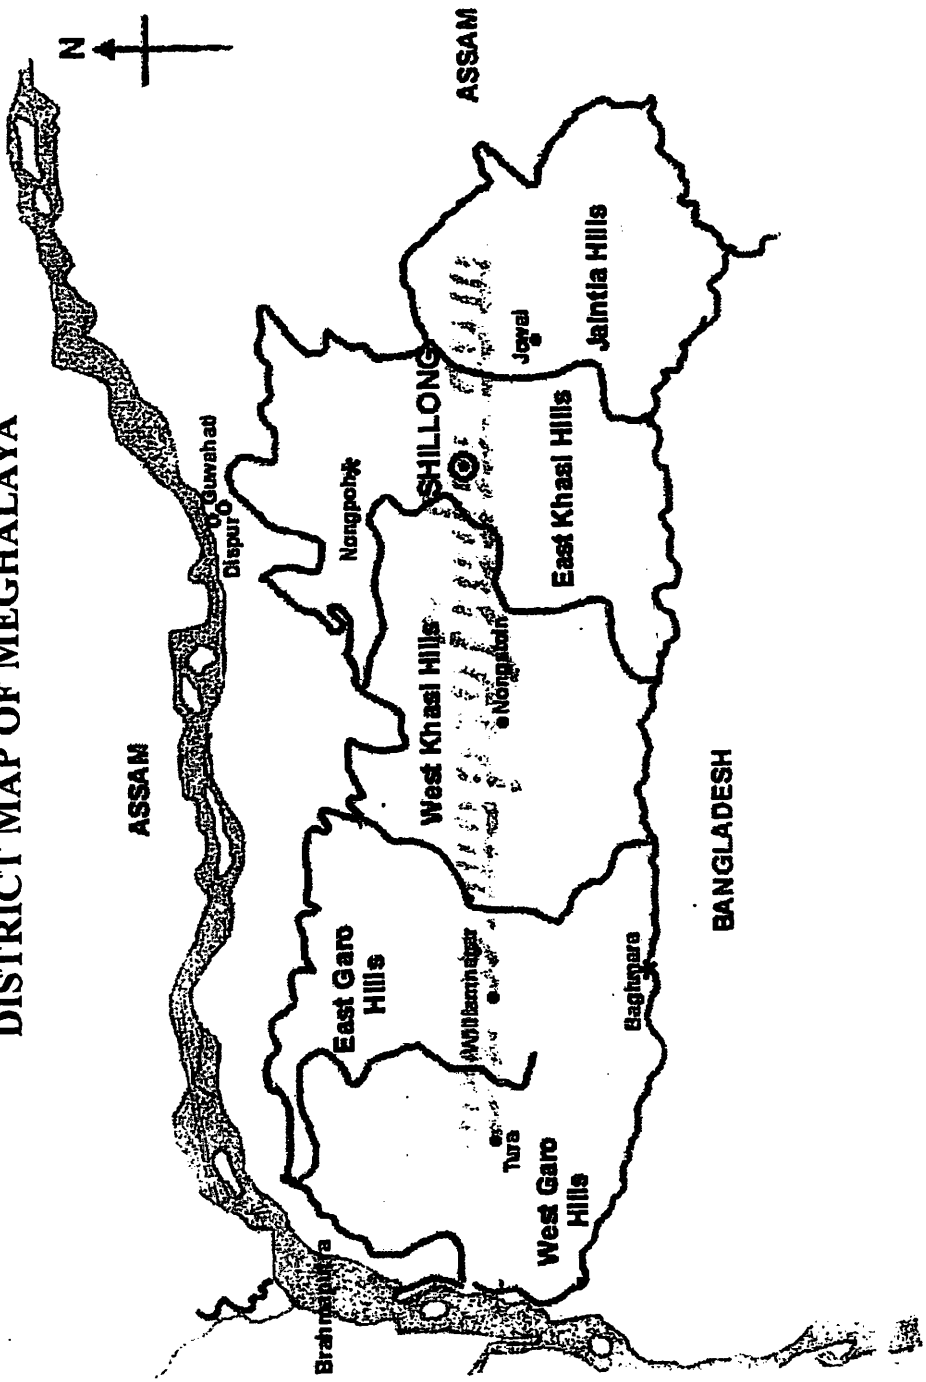 DISTRICT MAP OF MEGHALAYA
N
ASSAM
ASSAM
Guwahad
Dispur
Brahmaputra
Nongpoh
SHILLONG
East Garo
Hills
West Khasi Hills
Williamnagar
Nongstoin
Jowai
Tura
East Khasi Hills
Jaintia Hills
West Garo
Hills
Baghmara
BANGLADESH